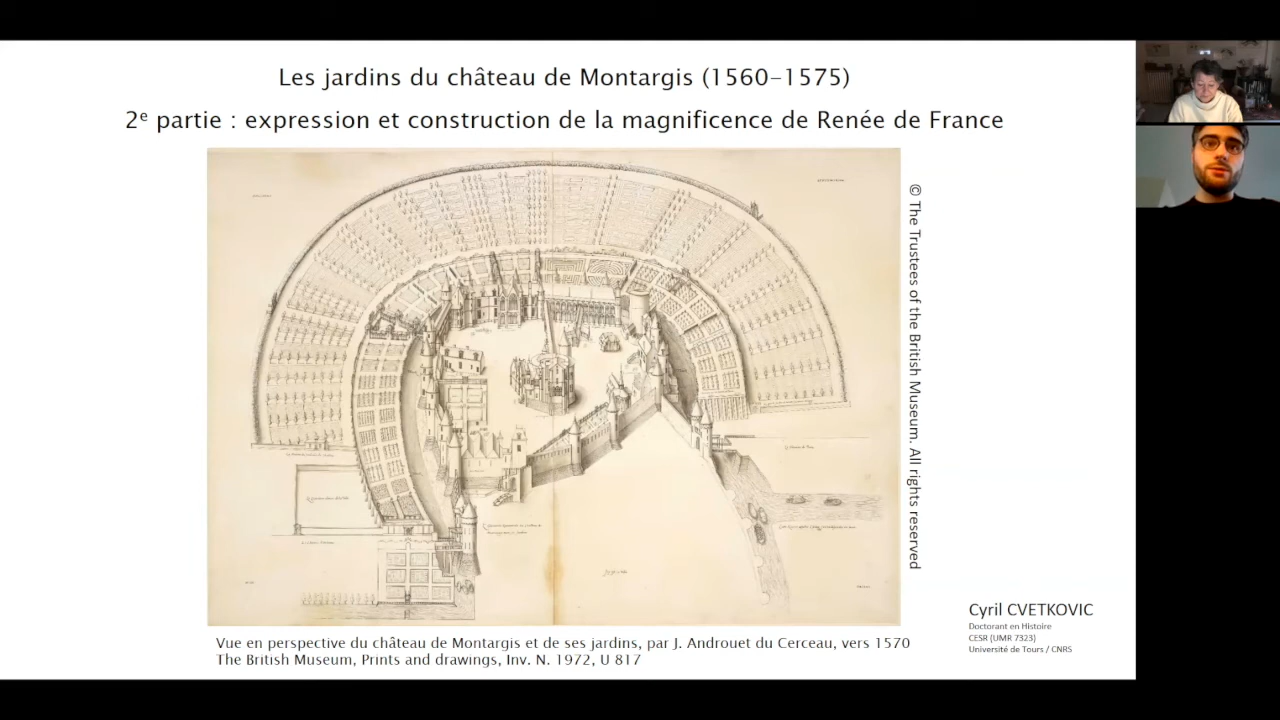 Les jardins du château de Montargis (1560–1575)
2e partie : expression et construction de la magnificence de Renée de France
© The Trustees of the British Museum. All rights reserved
Vue en perspective du château de Montargis et de ses jardins, par J. Androuet du Cerceau, vers 1570
The British Museum, Prints and drawings, Inv. N. 1972, U 817
Cyril CVETKOVIC
Doctorant en Histoire
CESR (UMR 7323)
Université de Tours / CNRS